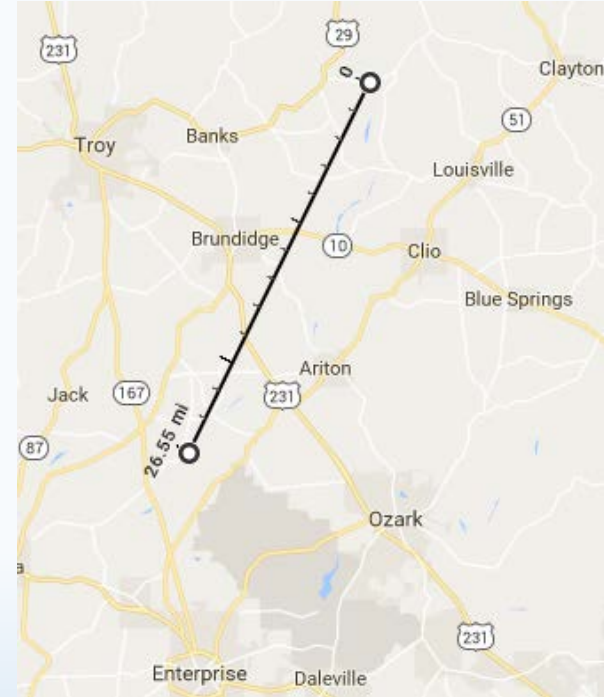 29
231
0
Clayton
51
Banks
Troy
Louisville
Brundidge
10
Clio
Blue Springs
Ariton
Jack
167
231
26.55 mi
87
Ozark
a
231
Enterprise
Daleville